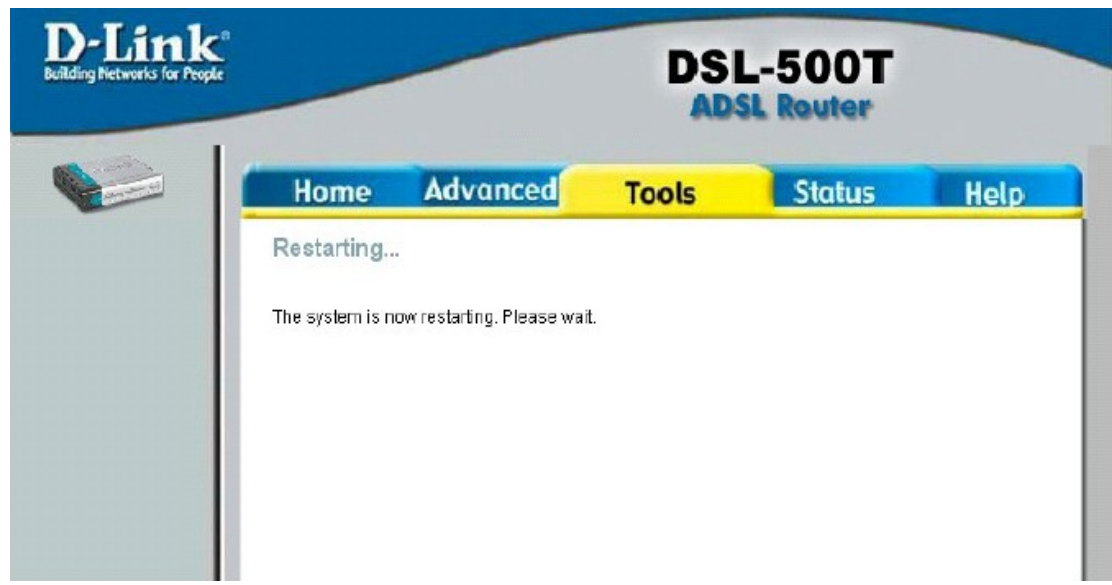 D-Link®
Building Networks for People
DSL-500T
ADSL Router
Home Advanced Tools Status Help
Restarting...
The system is now restarting. Please wait.